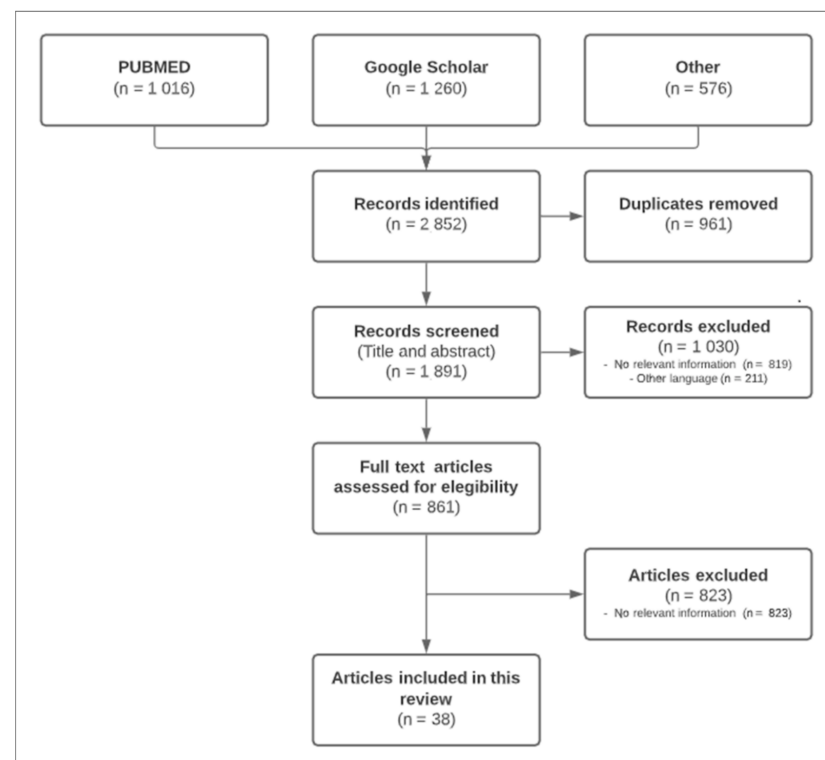 PUBMED
(n = 1 016)
Google Scholar
(n = 1 260)
Other
(n = 576)
Records identified
(n = 2 852)
Duplicates removed
(n = 961)
Records screened
(Title and abstract)
(n = 1 891)
Records excluded
(n = 1 030)
- No relevant information (n = 819)
- Other language (n = 211)
Full text articles
assessed for elegibility
(n = 861)
Articles excluded
(n = 823)
- No relevant information (n = 823)
Articles included in this
review
(n = 38)